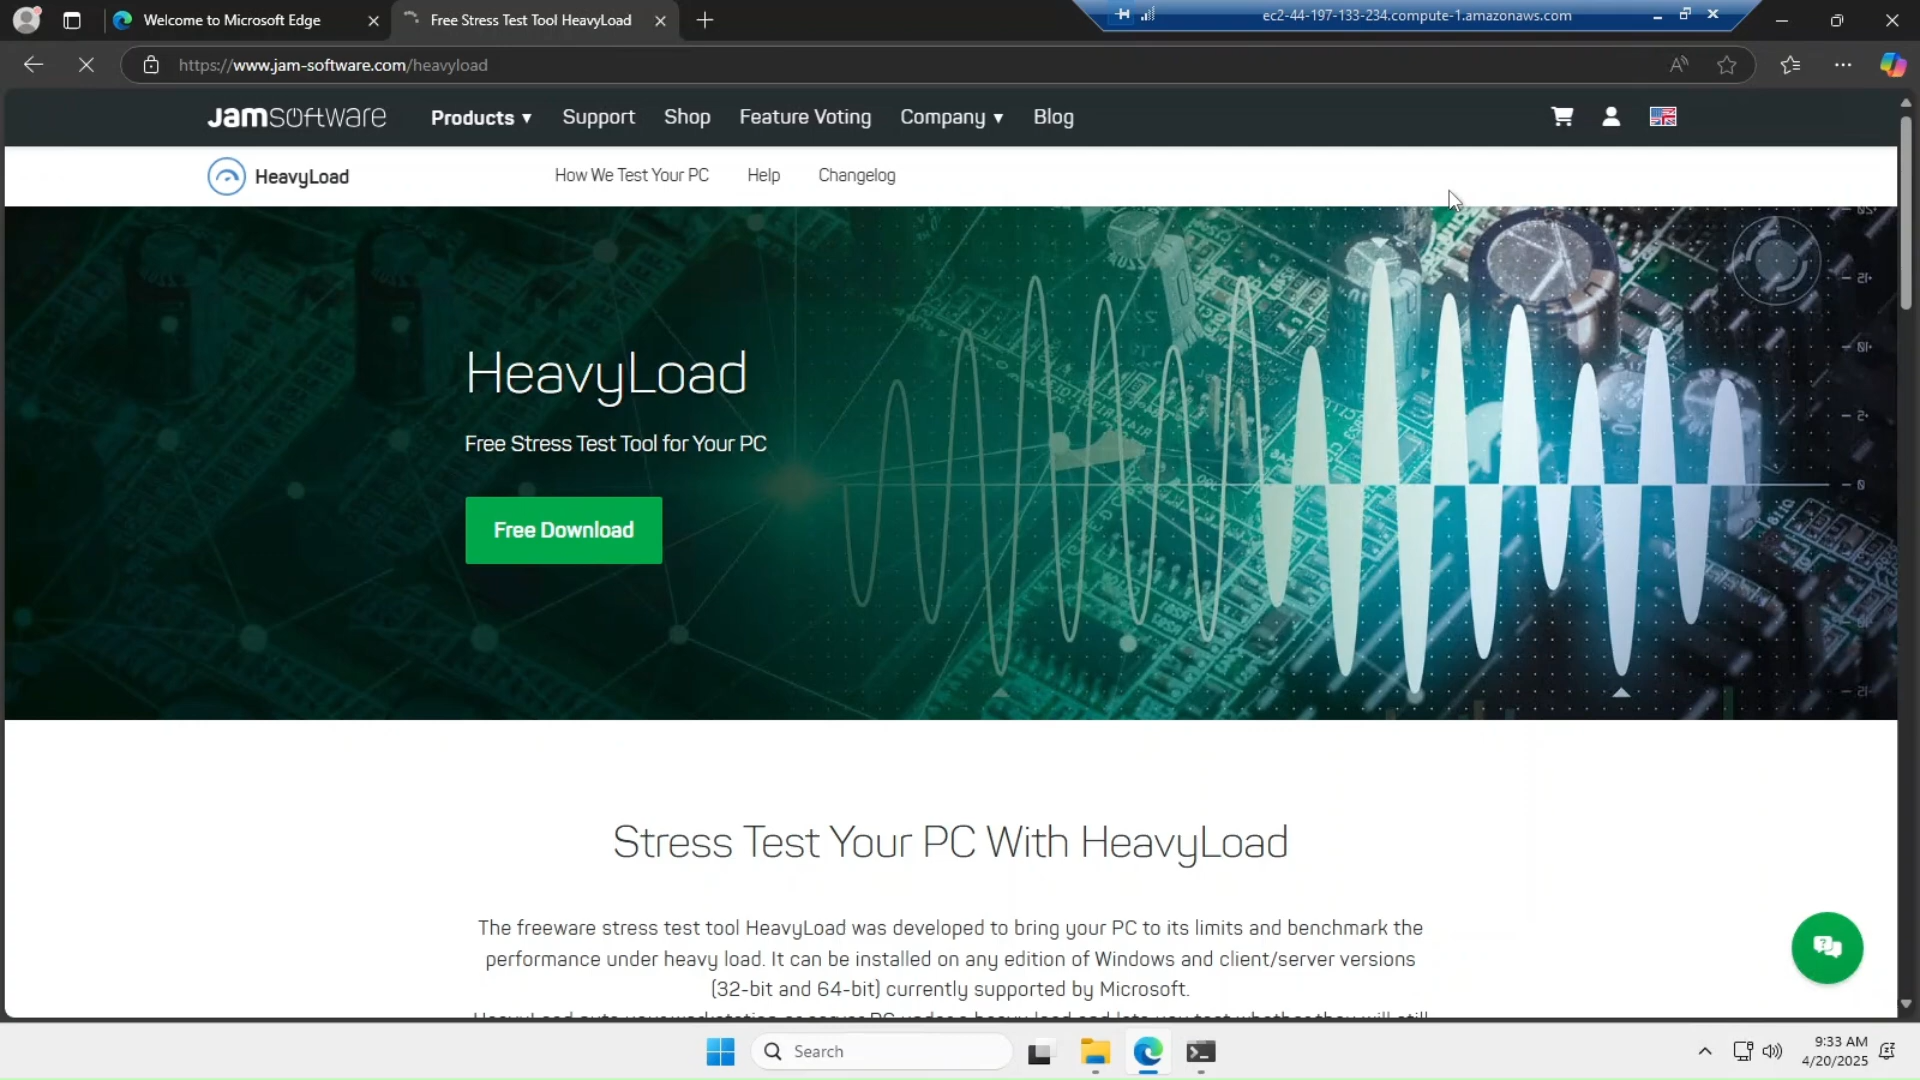 Welcome to Microsoft Edge
Free Stress Test Tool HeavyLoad
ec2-44-197-133-234.compute-1.amazonaws.com
https://www.jam-software.com/heavyload
Jamsoftware
Products ▼
Support
Shop
Feature Voting
Company ▼
Blog
HeavyLoad
How We Test Your PC
Help
Changelog
HeavyLoad
Free Stress Test Tool for Your PC
Free Download
Stress Test Your PC With HeavyLoad
The freeware stress test tool HeavyLoad was developed to bring your PC to its limits and benchmark the
performance under heavy load. It can be installed on any edition of Windows and client/server versions
(32-bit and 64-bit) currently supported by Microsoft.
Search
9:33 AM
4/20/2025